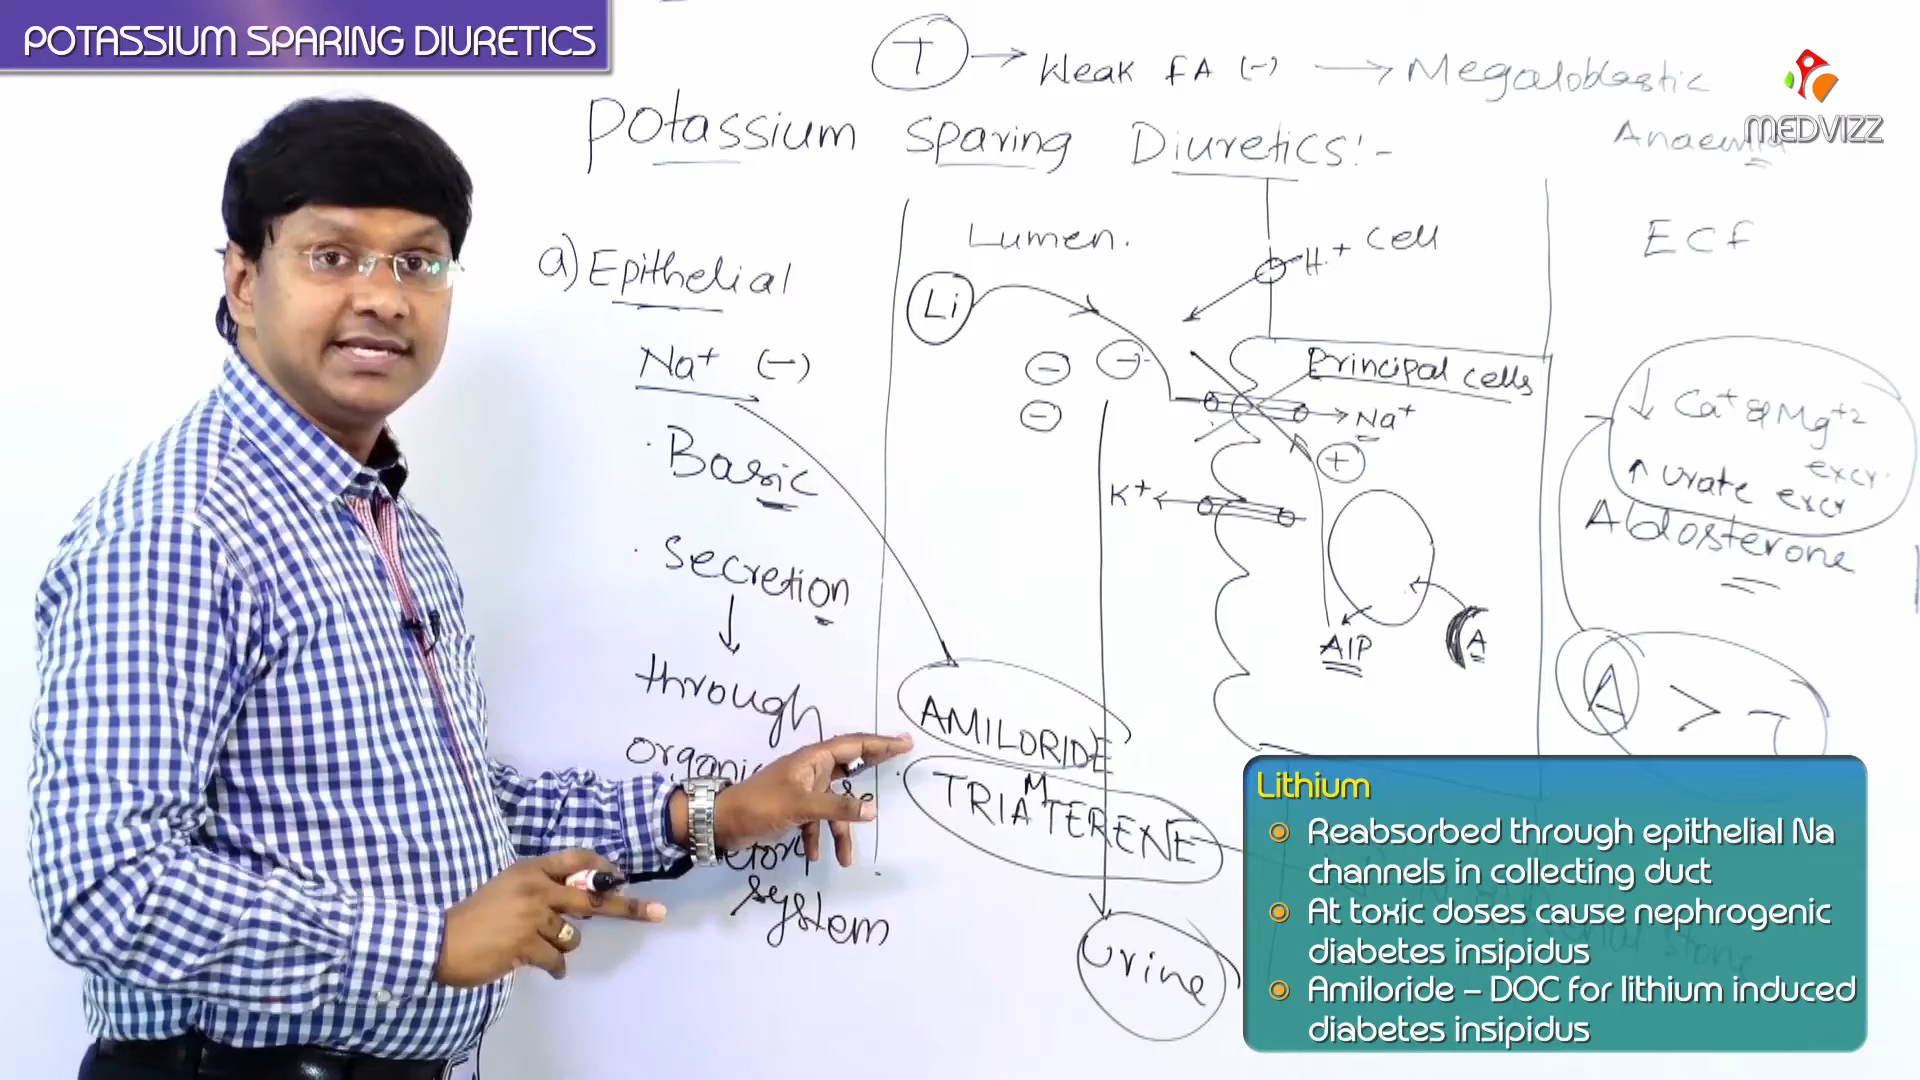 POTASSIUM SPARING DIURETICS
T → Weak FA (-) → Megaloblastic
Anaemia
MEDVIZZ
Potassium Sparing Diuretics:-
a) Epithelial
Na+ (-)
Basic
secretion
↓
through
organic
system
Lumen.
H+
Cell
ECF
Li
Principal cells
Na+
+
K+
AIP
A
↓ Ca+ & Mg+2
excr.
↑ urate excr
Aldosterone
A > T
AMILORIDE
TRIAMTERENE
Urine
Lithium
Reabsorbed through epithelial Na
channels in collecting duct
At toxic doses cause nephrogenic
diabetes insipidus
Amiloride – DOC for lithium induced
diabetes insipidus